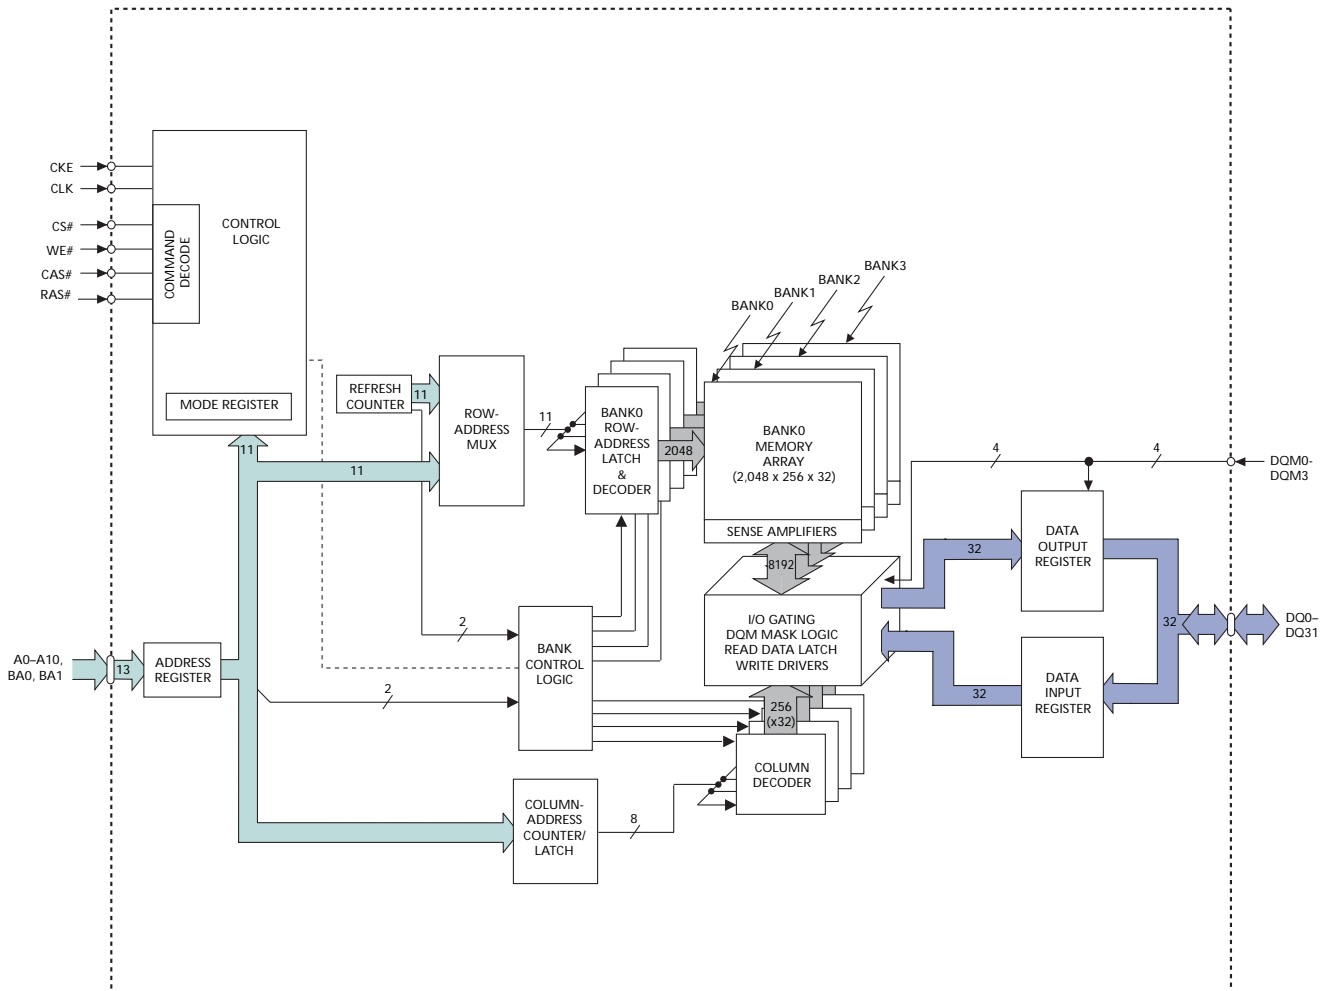 CKE
CLK
CS#
WE#
CAS#
RAS#
COMMAND
DECODE
CONTROL
LOGIC
MODE REGISTER
11
11
REFRESH
COUNTER
11
ROW-
ADDRESS
MUX
11
BANK0
ROW-
ADDRESS
LATCH
&
DECODER
2048
BANK0
BANK1
BANK2
BANK3
BANK0
MEMORY
ARRAY
(2,048 x 256 x 32)
SENSE AMPLIFIERS
8192
I/O GATING
DQM MASK LOGIC
READ DATA LATCH
WRITE DRIVERS
4
4
DQM0-
DQM3
32
DATA
OUTPUT
REGISTER
32
DQ0–
DQ31
32
DATA
INPUT
REGISTER
A0–A10,
BA0, BA1
13
ADDRESS
REGISTER
2
2
BANK
CONTROL
LOGIC
256
(x32)
COLUMN
DECODER
COLUMN-
ADDRESS
COUNTER/
LATCH
8